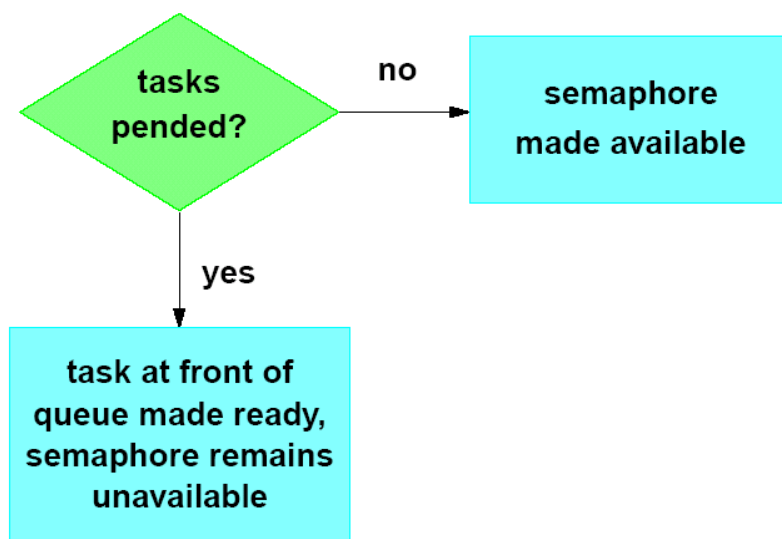 tasks
pended?
no
semaphore
made available
yes
task at front of
queue made ready,
semaphore remains
unavailable